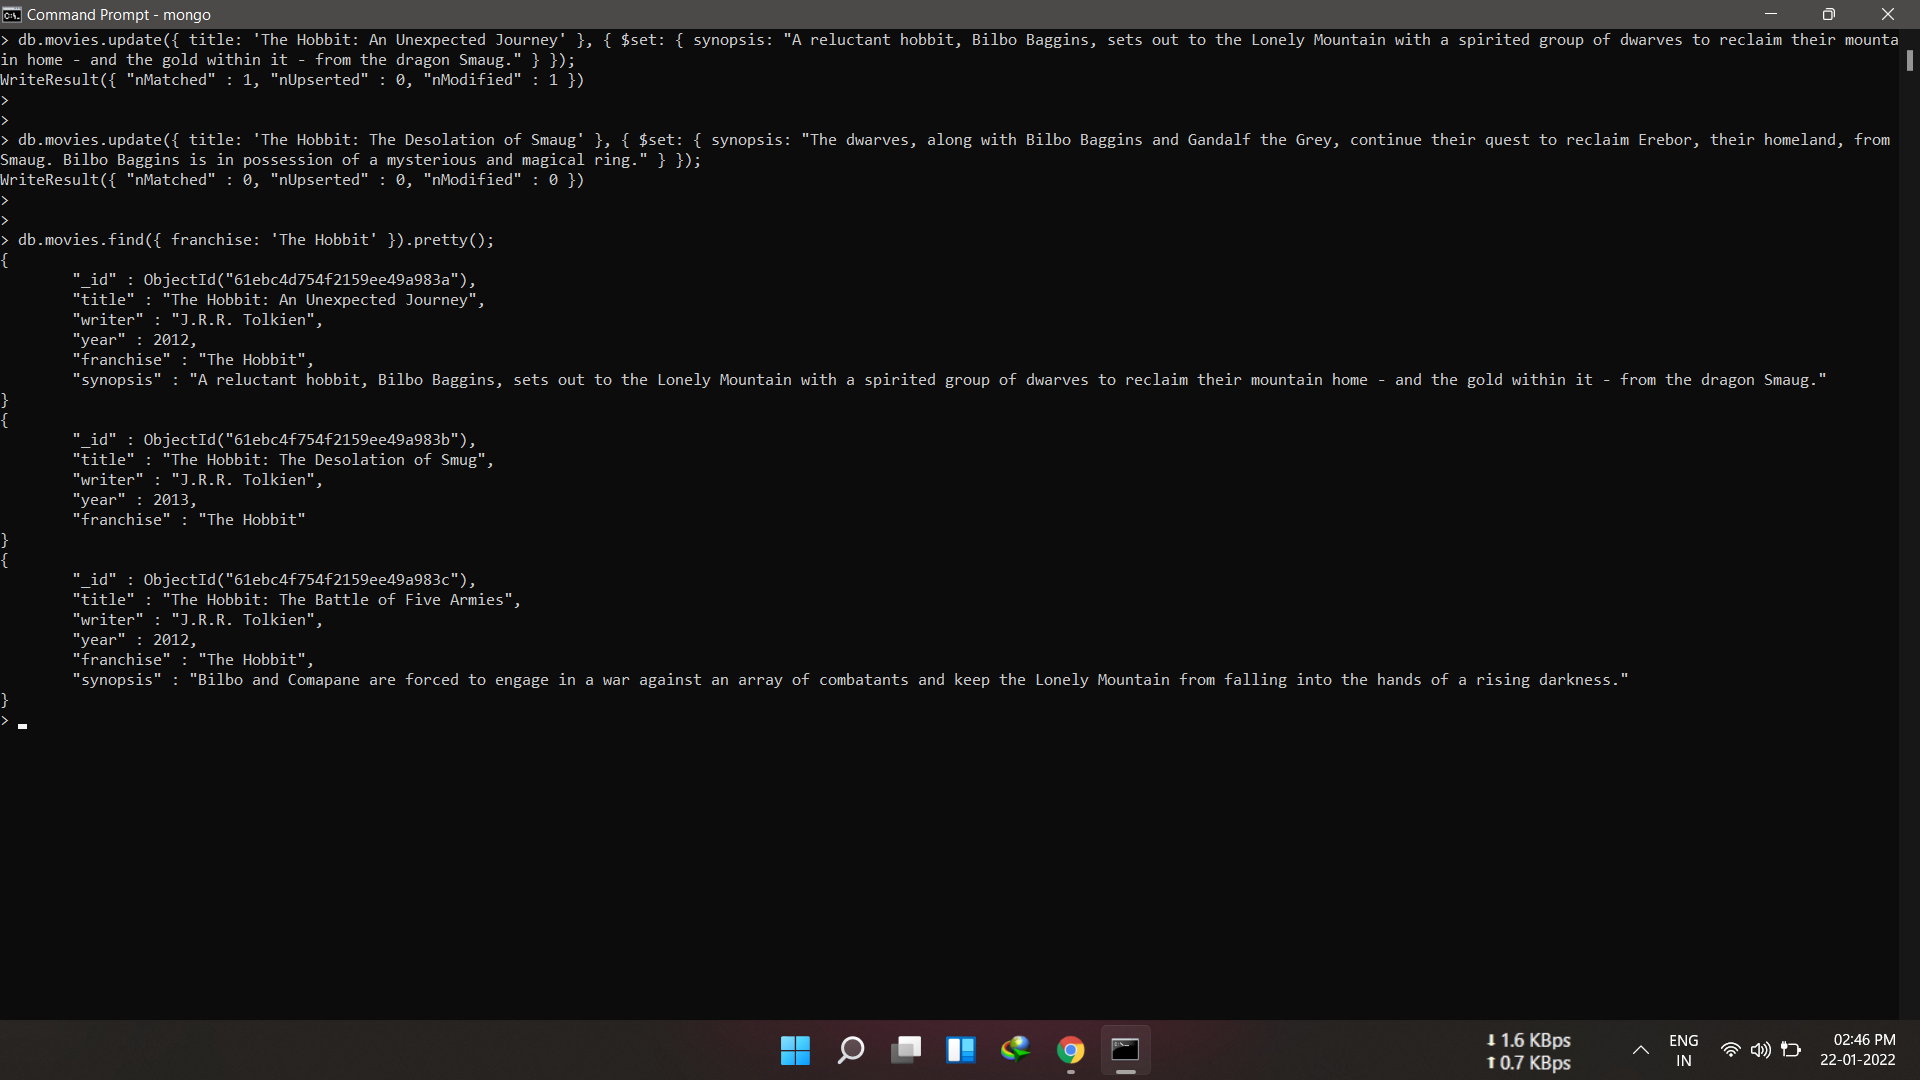 Command Prompt - mongo
> db.movies.update({ title: 'The Hobbit: An Unexpected Journey' }, { $set: { synopsis: "A reluctant hobbit, Bilbo Baggins, sets out to the Lonely Mountain with a spirited group of dwarves to reclaim their mounta
in home - and the gold within it - from the dragon Smaug." } });
WriteResult({ "nMatched" : 1, "nUpserted" : 0, "nModified" : 1 })
>
>
> db.movies.update({ title: 'The Hobbit: The Desolation of Smaug' }, { $set: { synopsis: "The dwarves, along with Bilbo Baggins and Gandalf the Grey, continue their quest to reclaim Erebor, their homeland, from
Smaug. Bilbo Baggins is in possession of a mysterious and magical ring." } });
WriteResult({ "nMatched" : 0, "nUpserted" : 0, "nModified" : 0 })
>
>
> db.movies.find({ franchise: 'The Hobbit' }).pretty();
{
"_id" : ObjectId("61ebc4d754f2159ee49a983a"),
"title" : "The Hobbit: An Unexpected Journey",
"writer" : "J.R.R. Tolkien",
"year" : 2012,
"franchise" : "The Hobbit",
"synopsis" : "A reluctant hobbit, Bilbo Baggins, sets out to the Lonely Mountain with a spirited group of dwarves to reclaim their mountain home - and the gold within it - from the dragon Smaug."
}
{
"_id" : ObjectId("61ebc4f754f2159ee49a983b"),
"title" : "The Hobbit: The Desolation of Smug",
"writer" : "J.R.R. Tolkien",
"year" : 2013,
"franchise" : "The Hobbit"
}
{
"_id" : ObjectId("61ebc4f754f2159ee49a983c"),
"title" : "The Hobbit: The Battle of Five Armies",
"writer" : "J.R.R. Tolkien",
"year" : 2012,
"franchise" : "The Hobbit",
"synopsis" : "Bilbo and Comapane are forced to engage in a war against an array of combatants and keep the Lonely Mountain from falling into the hands of a rising darkness."
}
>
1.6 KBps
0.7 KBps
ENG
IN
02:46 PM
22-01-2022